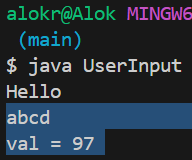 alokr@Alok MINGW6
(main)
$ java UserInput
Hello
abcd
val = 97